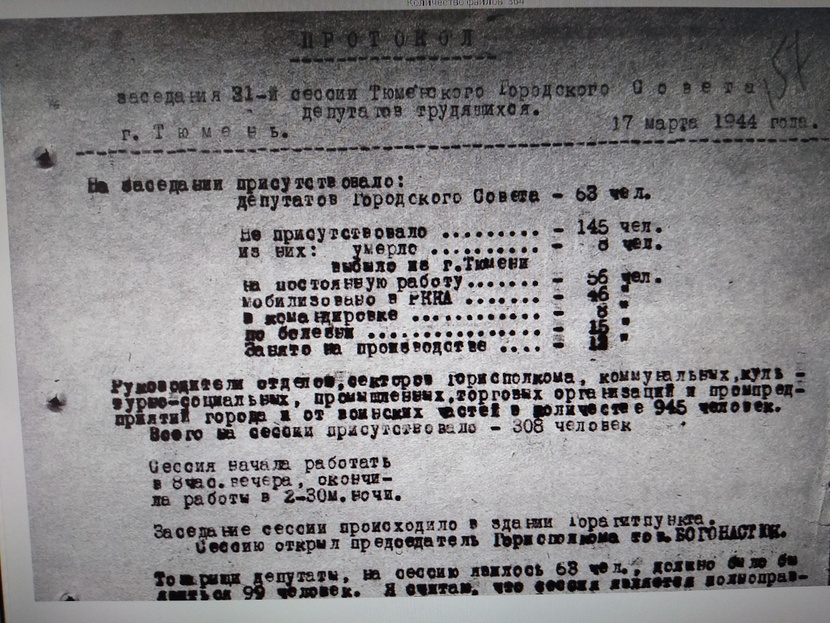 Количество файлов: 364
ПРОТОКОЛ
157
заседания 31-й сессии Тюменского Городского Совета
депутатов трудящихся.
г. Тюмень. 17 марта 1944 года.
На заседании присутствовало:
депутатов Городского Совета - 63 чел.
Не присутствовало ......... - 145 чел.
из них: умерло .......... - 8 чел.
выбыло из г.Тюмени
на постоянную работу....... - 56 чел.
мобилизовано в РККА ....... - 46 "
в командировке ............ - 8 "
по болезни ................ - 15 "
Занято на производстве .... - "
Руководители отделов,секторов горисполкома, коммунальных,куль -
турно-социальных, промышленных,торговых организаций и промпред-
приятий города и от воинских частей в количестве 945 человек.
Всего на сессии присутствовало - 308 человек
Сессия начала работать
в 8час.вечера, окончи-
ла работы в 2-30м.ночи.
Заседание сессии происходило в здании Горагитпункта.
Сессию открыл председатель Горисполкома тов.БОГОНАСТЮК.
Товарищи депутаты, на сессию явилось 63 чел., должно было бы
явиться 99 человек. Я считаю, что сессия является полноправ-